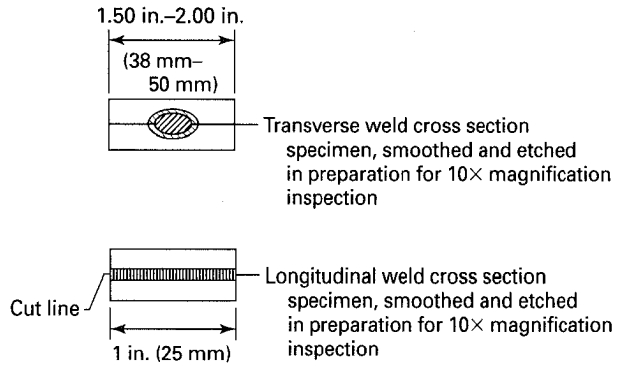 1.50 in.–2.00 in.
(38 mm–
50 mm)
Transverse weld cross section
specimen, smoothed and etched
in preparation for 10× magnification
inspection
Longitudinal weld cross section
specimen, smoothed and etched
in preparation for 10× magnification
inspection
Cut line
1 in. (25 mm)